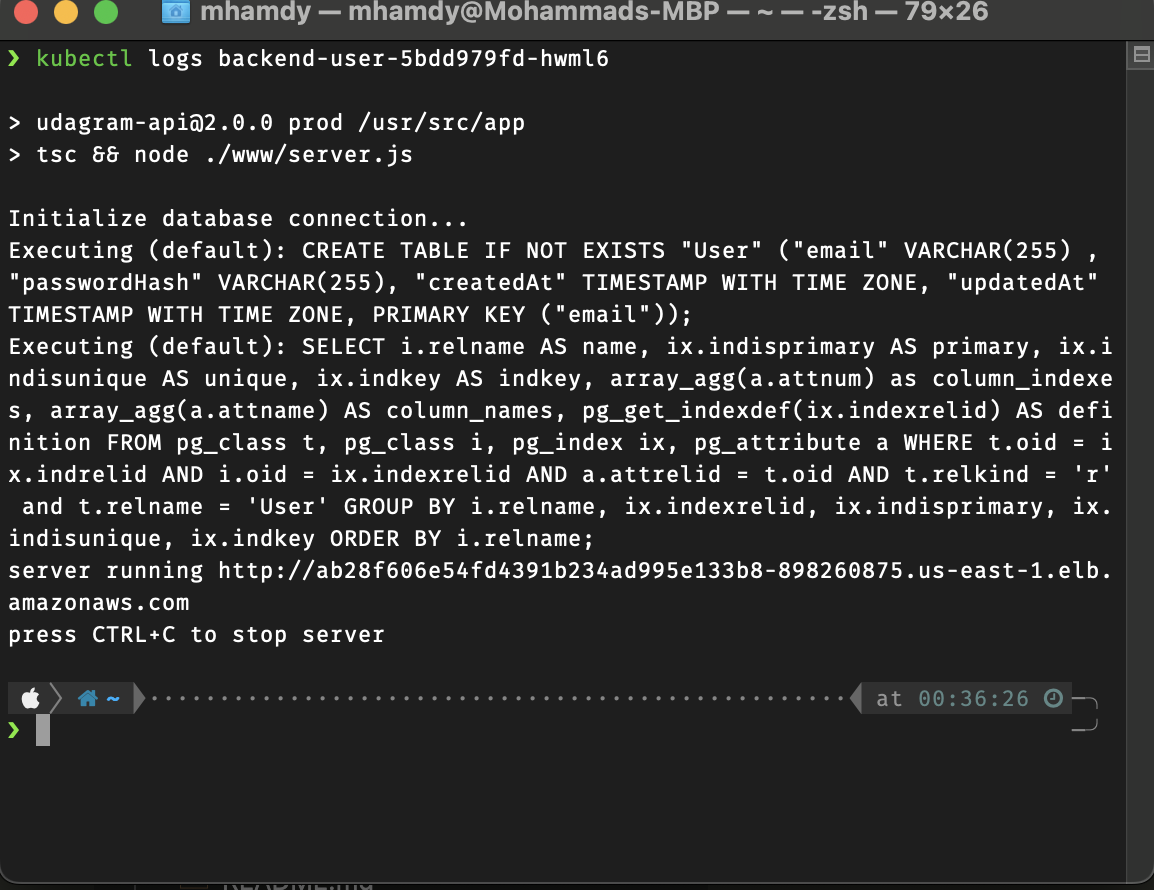 mhamdy — mhamdy@Mohammads-MBP — ~ — -zsh — 79×26
❯ kubectl logs backend-user-5bdd979fd-hwml6
> udagram-api@2.0.0 prod /usr/src/app
> tsc && node ./www/server.js
Initialize database connection...
Executing (default): CREATE TABLE IF NOT EXISTS "User" ("email" VARCHAR(255) ,
"passwordHash" VARCHAR(255), "createdAt" TIMESTAMP WITH TIME ZONE, "updatedAt"
TIMESTAMP WITH TIME ZONE, PRIMARY KEY ("email"));
Executing (default): SELECT i.relname AS name, ix.indisprimary AS primary, ix.i
ndisunique AS unique, ix.indkey AS indkey, array_agg(a.attnum) as column_indexe
s, array_agg(a.attname) AS column_names, pg_get_indexdef(ix.indexrelid) AS defi
nition FROM pg_class t, pg_class i, pg_index ix, pg_attribute a WHERE t.oid = i
x.indrelid AND i.oid = ix.indexrelid AND a.attrelid = t.oid AND t.relkind = 'r'
 and t.relname = 'User' GROUP BY i.relname, ix.indexrelid, ix.indisprimary, ix.
indisunique, ix.indkey ORDER BY i.relname;
server running http://ab28f606e54fd4391b234ad995e133b8-898260875.us-east-1.elb.
amazonaws.com
press CTRL+C to stop server
~ at 00:36:26
❯